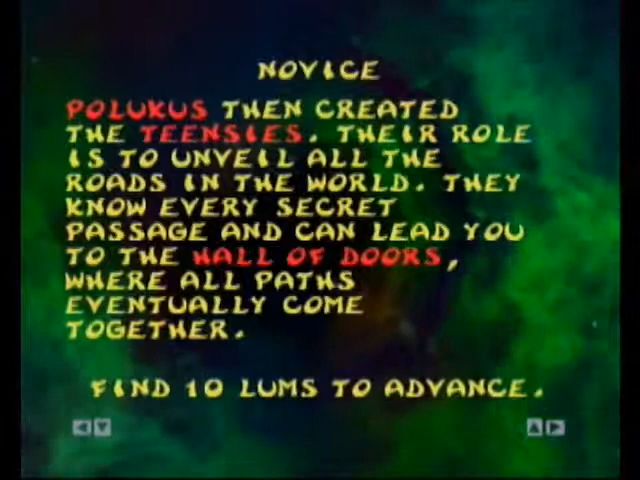 NOVICE
POLUKUS THEN CREATED
THE TEENSIES. THEIR ROLE
IS TO UNVEIL ALL THE
ROADS IN THE WORLD. THEY
KNOW EVERY SECRET
PASSAGE AND CAN LEAD YOU
TO THE HALL OF DOORS,
WHERE ALL PATHS
EVENTUALLY COME
TOGETHER.
FIND 10 LUMS TO ADVANCE.